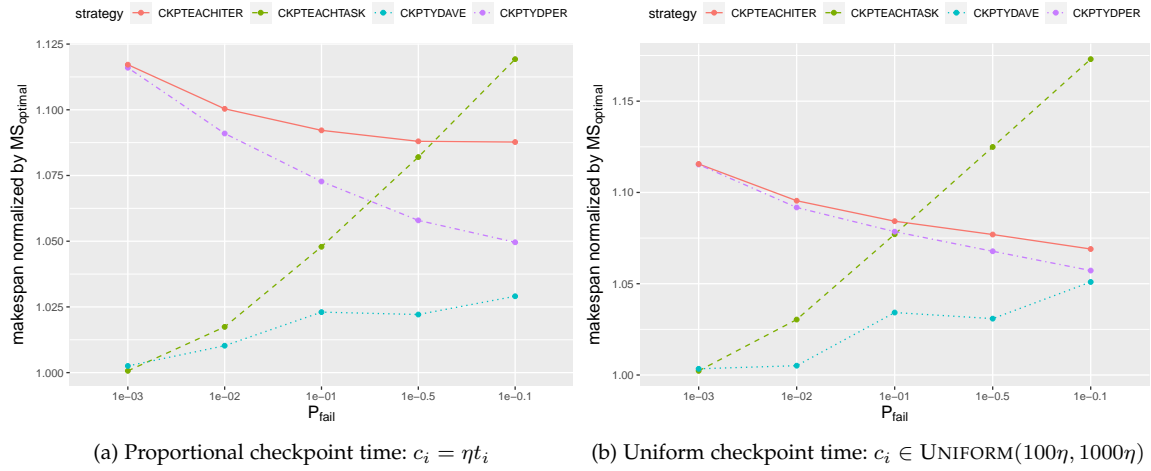 strategy CKPTEACHITER CKPTEACHTASK CKPTYDAVE CKPTYDPER
1.125
1.100
1.075
1.050
1.025
1.000
makespan normalized by MSoptimal
1e−03 1e−02 1e−01 1e−0.5 1e−0.1
Pfail
(a) Proportional checkpoint time: ci = ηti
strategy CKPTEACHITER CKPTEACHTASK CKPTYDAVE CKPTYDPER
1.15
1.10
1.05
1.00
makespan normalized by MSoptimal
1e−03 1e−02 1e−01 1e−0.5 1e−0.1
Pfail
(b) Uniform checkpoint time: ci ∈ UNIFORM(100η, 1000η)